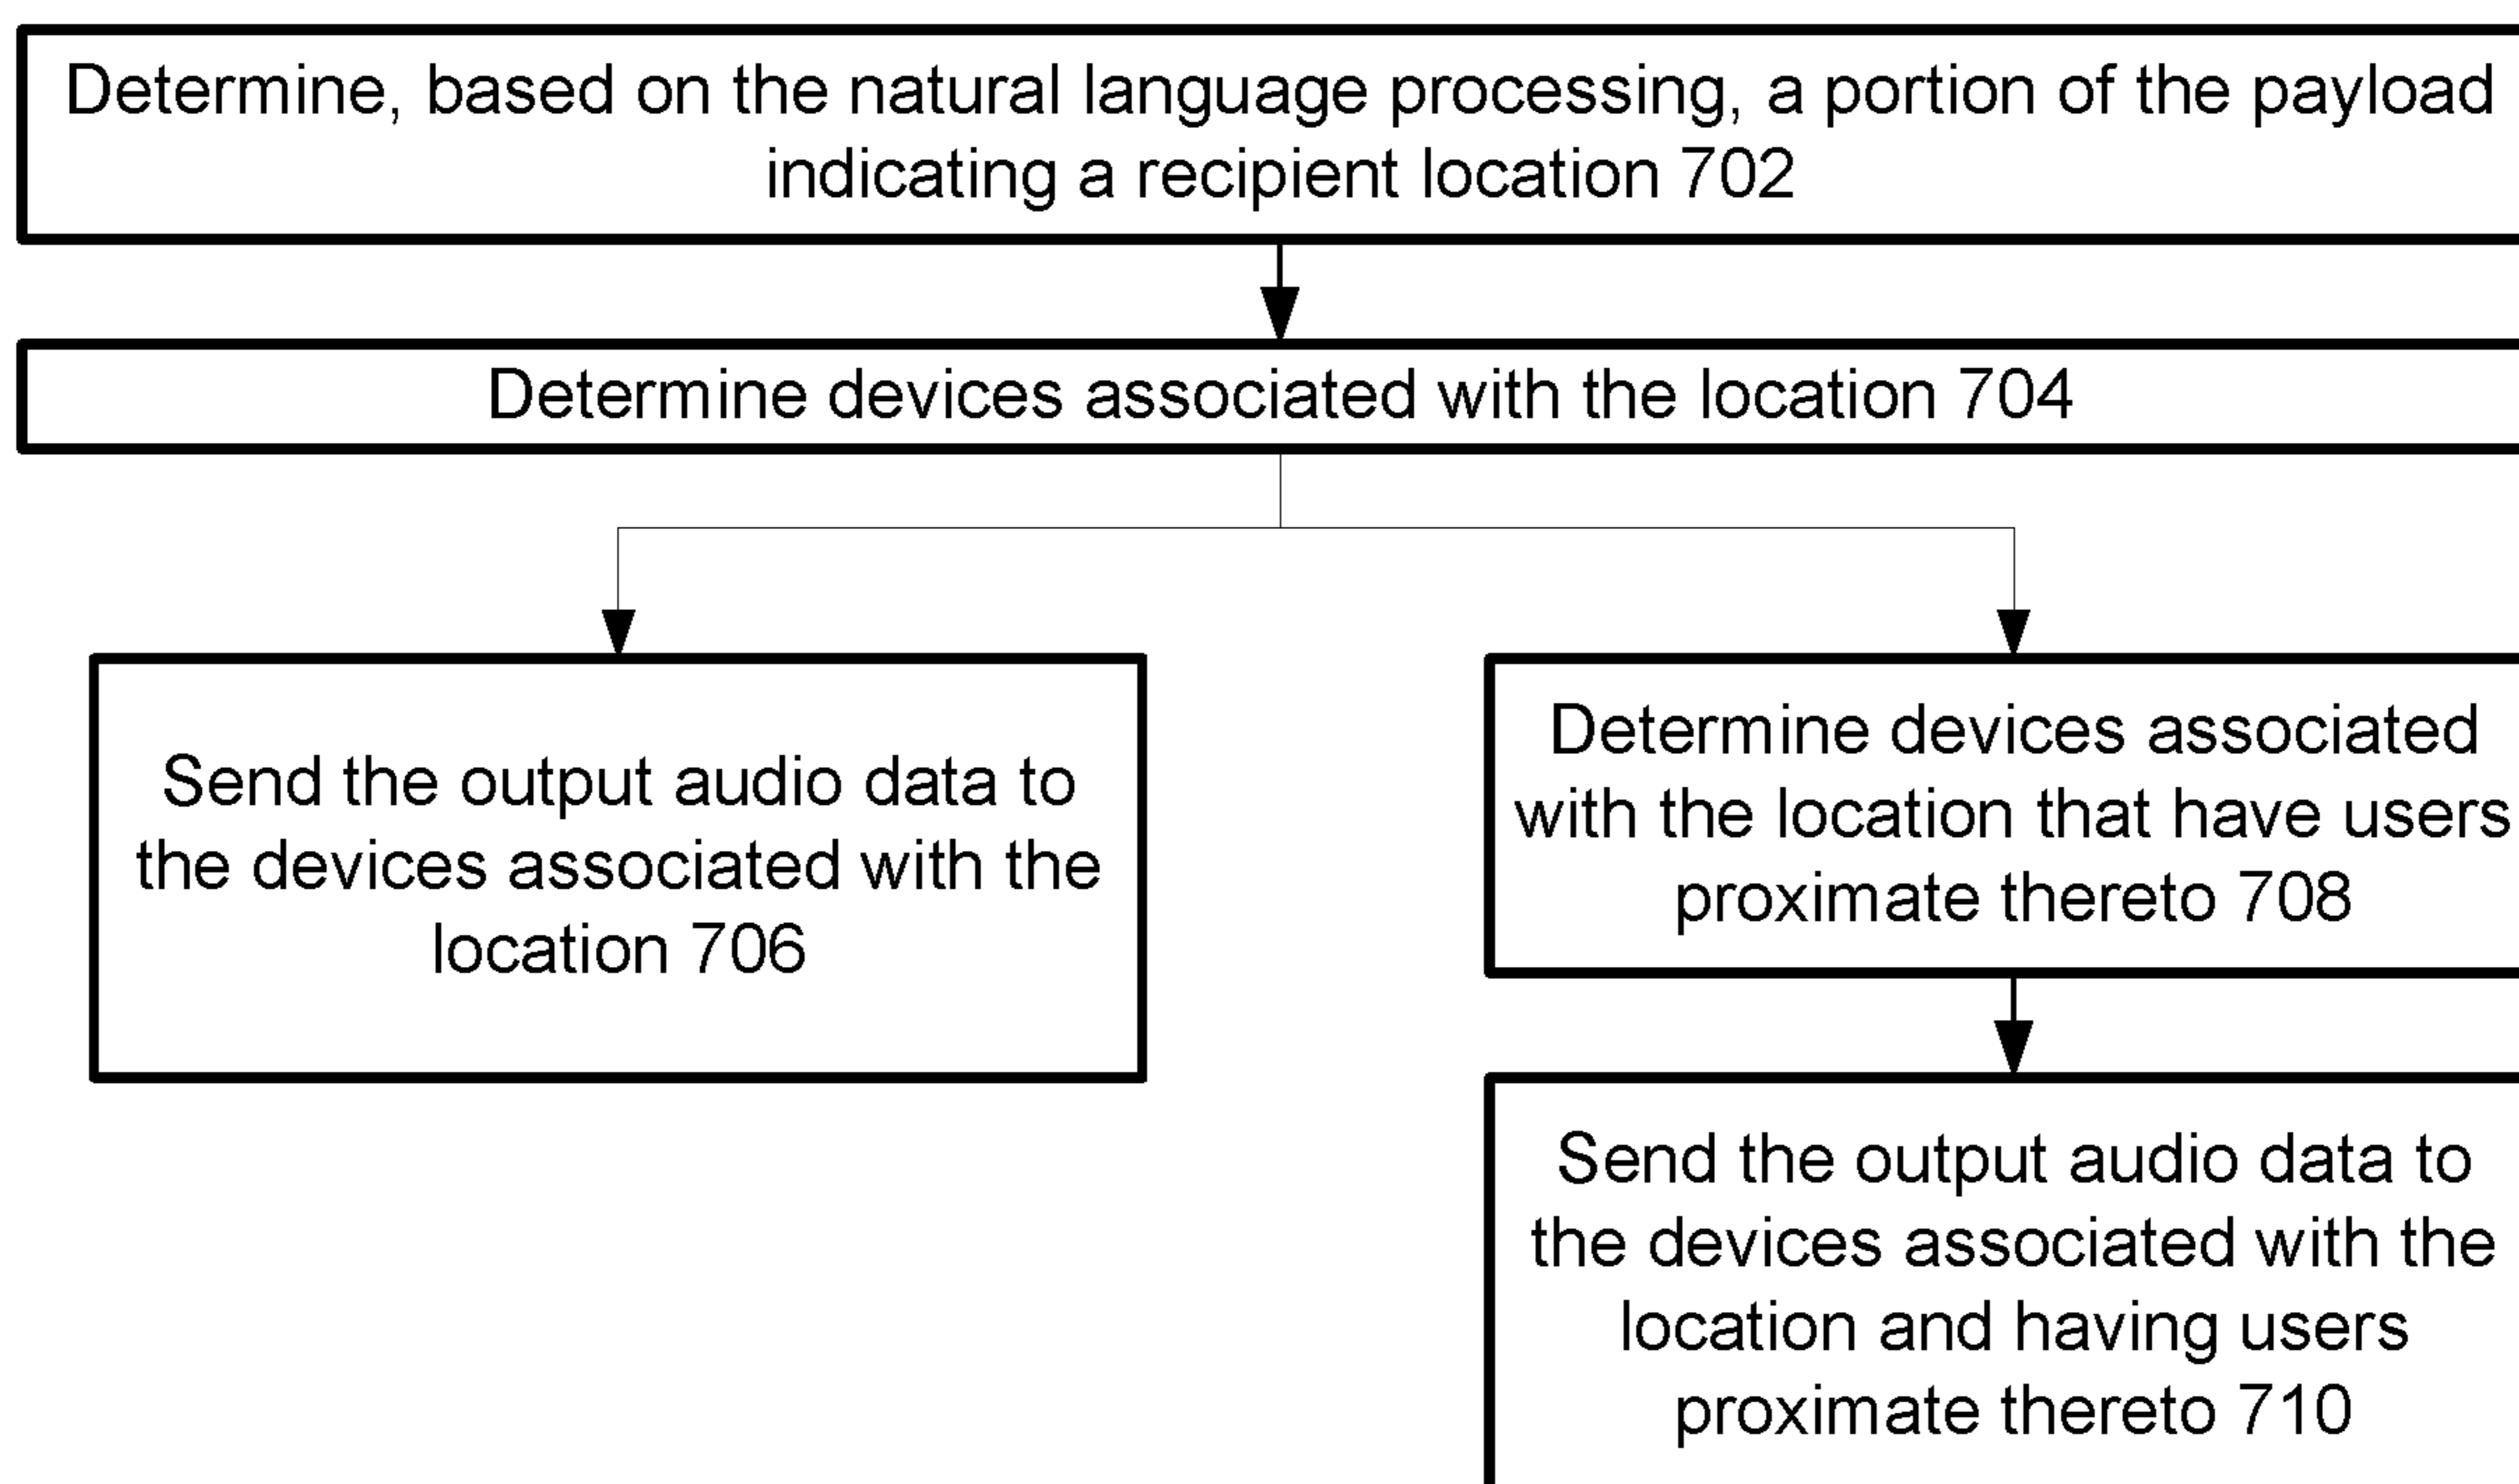 Determine, based on the natural language processing, a portion of the payload
indicating a recipient location 702
Determine devices associated with the location 704
Send the output audio data to
the devices associated with the
location 706
Determine devices associated
with the location that have users
proximate thereto 708
Send the output audio data to
the devices associated with the
location and having users
proximate thereto 710